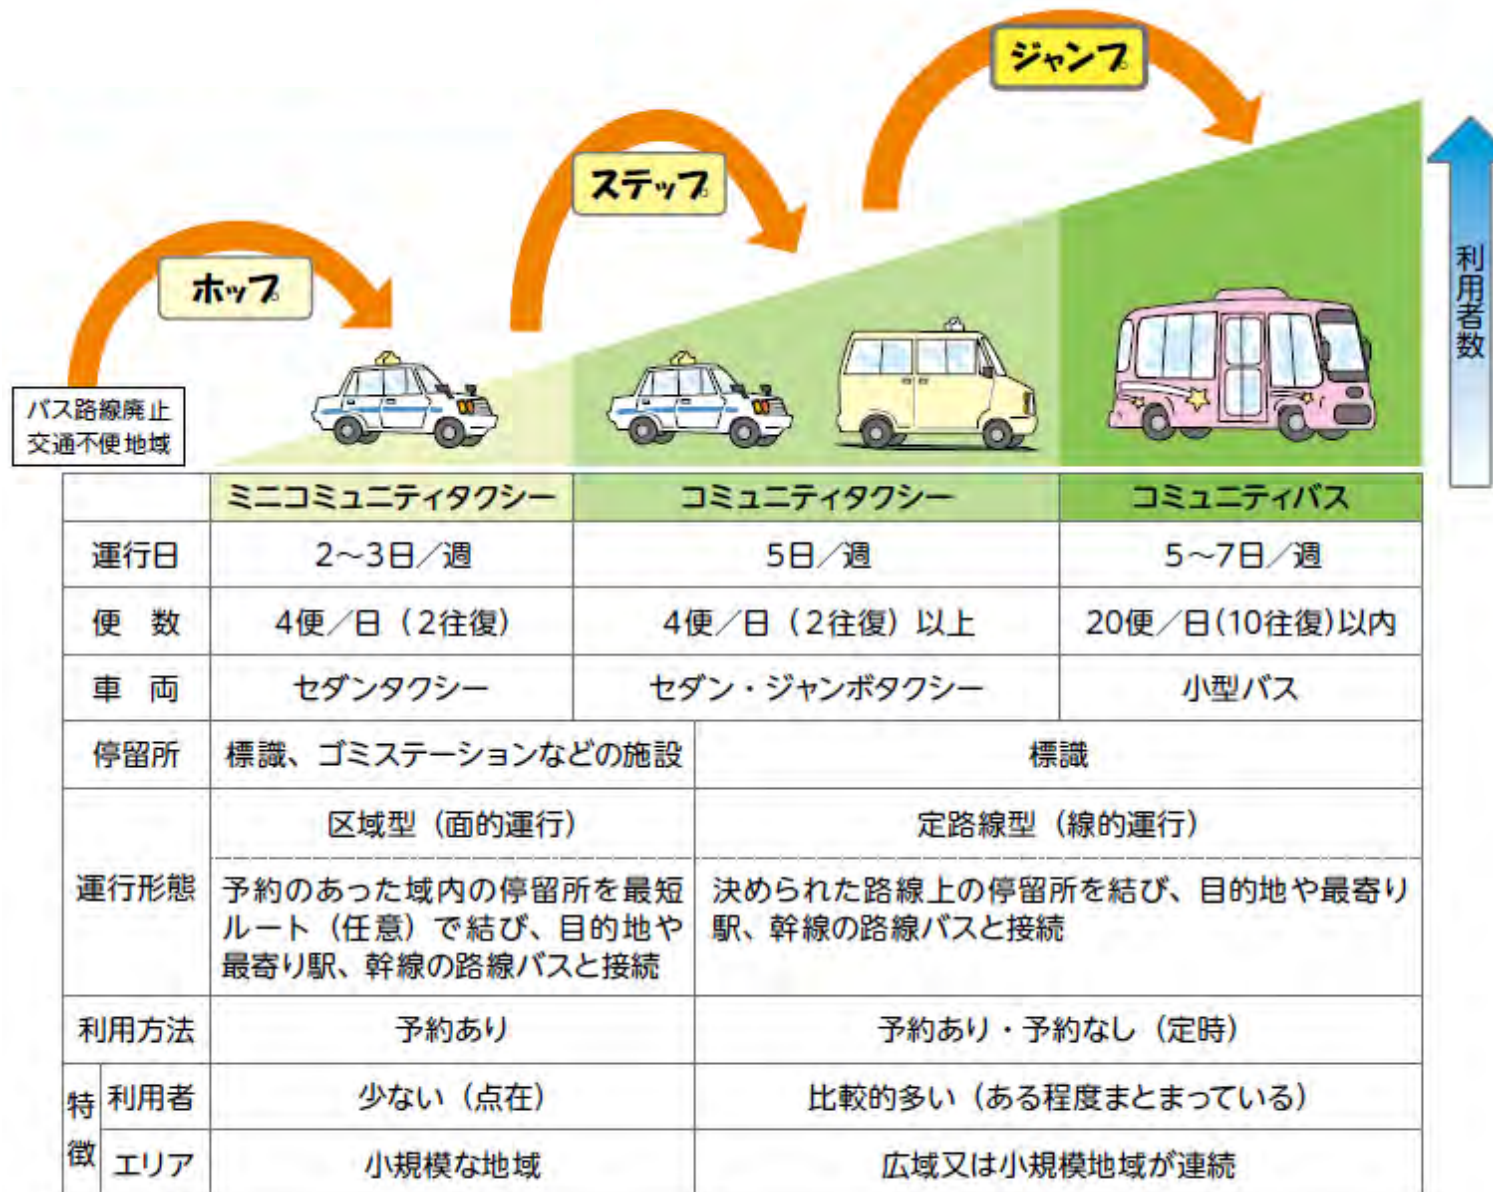 ジャンプ
ステップ
ホップ
利用者数
バス路線廃止
交通不便地域
ミニコミュニティタクシー コミュニティタクシー コミュニティバス
運行日 2〜3日／週 5日／週 5〜7日／週
便 数 4便／日（2往復） 4便／日（2往復）以上 20便／日(10往復)以内
車 両 セダンタクシー セダン・ジャンボタクシー 小型バス
停留所 標識、ゴミステーションなどの施設 標識
運行形態
区域型（面的運行） 定路線型（線的運行）
予約のあった域内の停留所を最短
ルート（任意）で結び、目的地や
最寄り駅、幹線の路線バスと接続
決められた路線上の停留所を結び、目的地や最寄り
駅、幹線の路線バスと接続
利用方法 予約あり 予約あり・予約なし（定時）
特徴
利用者 少ない（点在） 比較的多い（ある程度まとまっている）
エリア 小規模な地域 広域又は小規模地域が連続